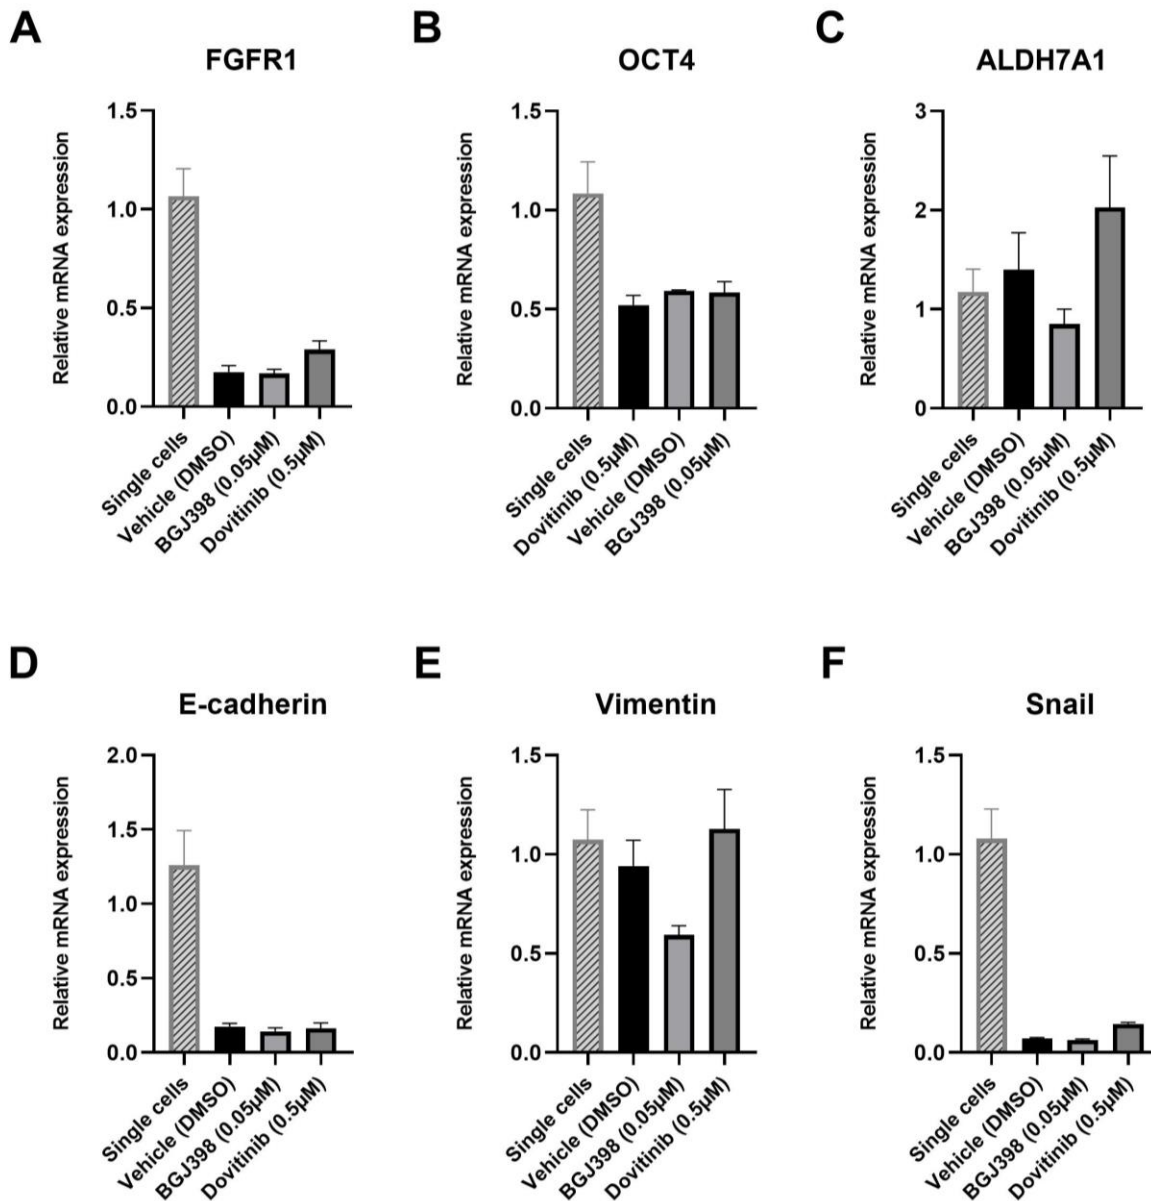 A
FGFR1
Relative mRNA expression
1.5
1.0
0.5
0.0
Single cells
Vehicle (DMSO)
BGJ398 (0.05µM)
Dovitinib (0.5µM)
B
OCT4
Relative mRNA expression
1.5
1.0
0.5
0.0
Single cells
Dovitinib (0.5µM)
Vehicle (DMSO)
BGJ398 (0.05µM)
C
ALDH7A1
Relative mRNA expression
3
2
1
0
Single cells
Vehicle (DMSO)
BGJ398 (0.05µM)
Dovitinib (0.5µM)
D
E-cadherin
Relative mRNA expression
2.0
1.5
1.0
0.5
0.0
Single cells
Vehicle (DMSO)
BGJ398 (0.05µM)
Dovitinib (0.5µM)
E
Vimentin
Relative mRNA expression
1.5
1.0
0.5
0.0
Single cells
Vehicle (DMSO)
BGJ398 (0.05µM)
Dovitinib (0.5µM)
F
Snail
Relative mRNA expression
1.5
1.0
0.5
0.0
Single cells
Vehicle (DMSO)
BGJ398 (0.05µM)
Dovitinib (0.5µM)